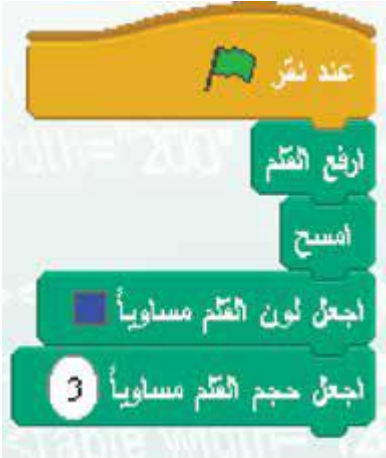 عند نقر
ارفع القلم
امسح
اجعل لون القلم مساوياً
اجعل حجم القلم مساوياً 3